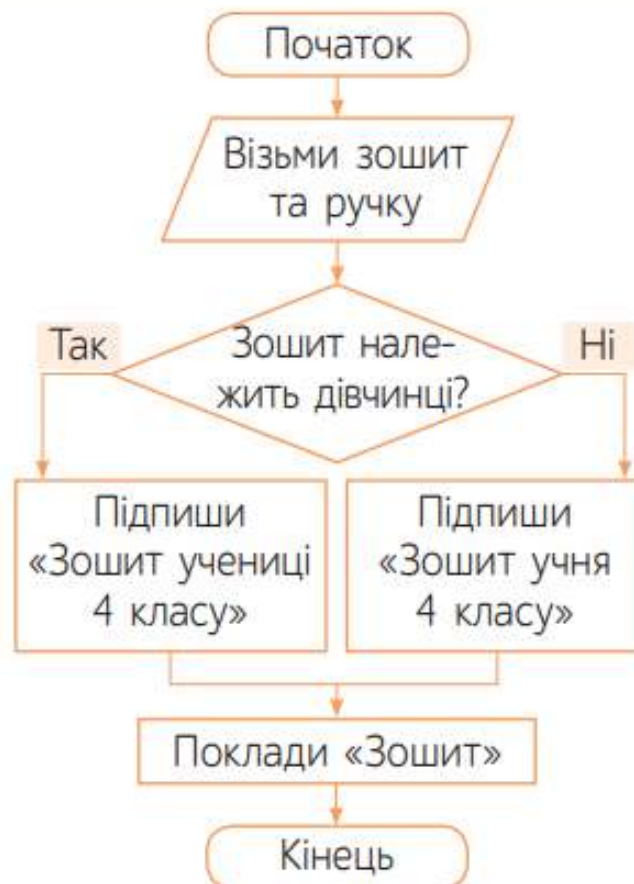 Початок
Візьми зошит
та ручку
Зошит нале-
жить дівчинці?
Так
Ні
Підпиши
«Зошит учениці
4 класу»
Підпиши
«Зошит учня
4 класу»
Поклади «Зошит»
Кінець